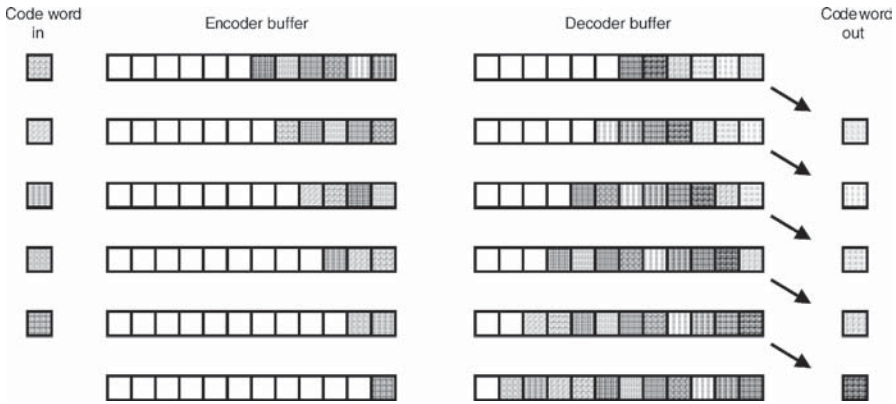 Code word
in
Encoder buffer
Decoder buffer
Code word
out